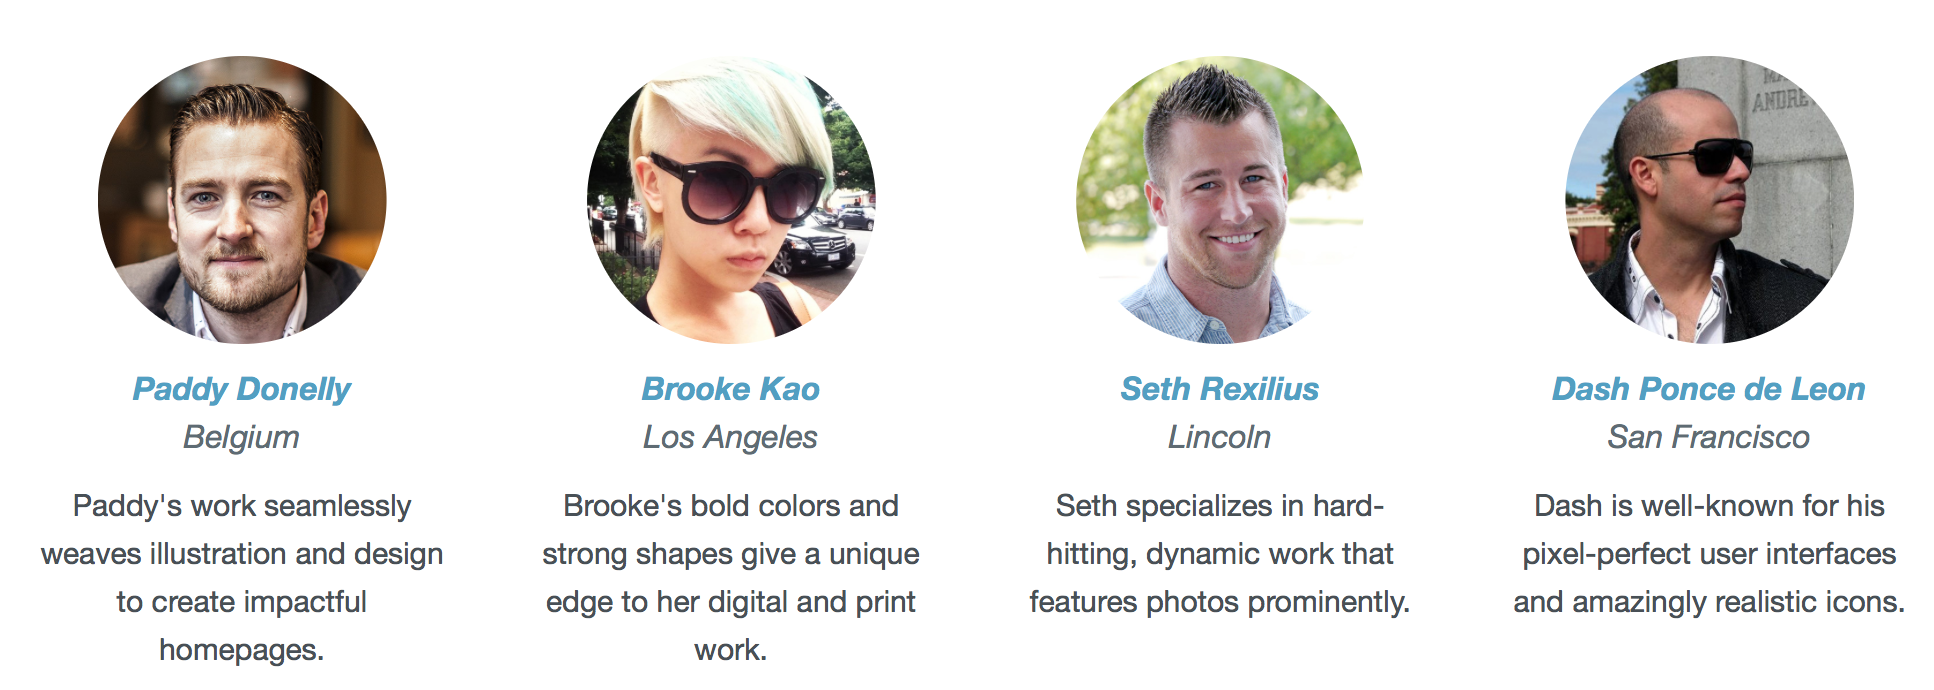 MA
ANDRE
Paddy Donelly
Belgium
Paddy's work seamlessly
weaves illustration and design
to create impactful
homepages.
Brooke Kao
Los Angeles
Brooke's bold colors and
strong shapes give a unique
edge to her digital and print
work.
Seth Rexilius
Lincoln
Seth specializes in hard-
hitting, dynamic work that
features photos prominently.
Dash Ponce de Leon
San Francisco
Dash is well-known for his
pixel-perfect user interfaces
and amazingly realistic icons.